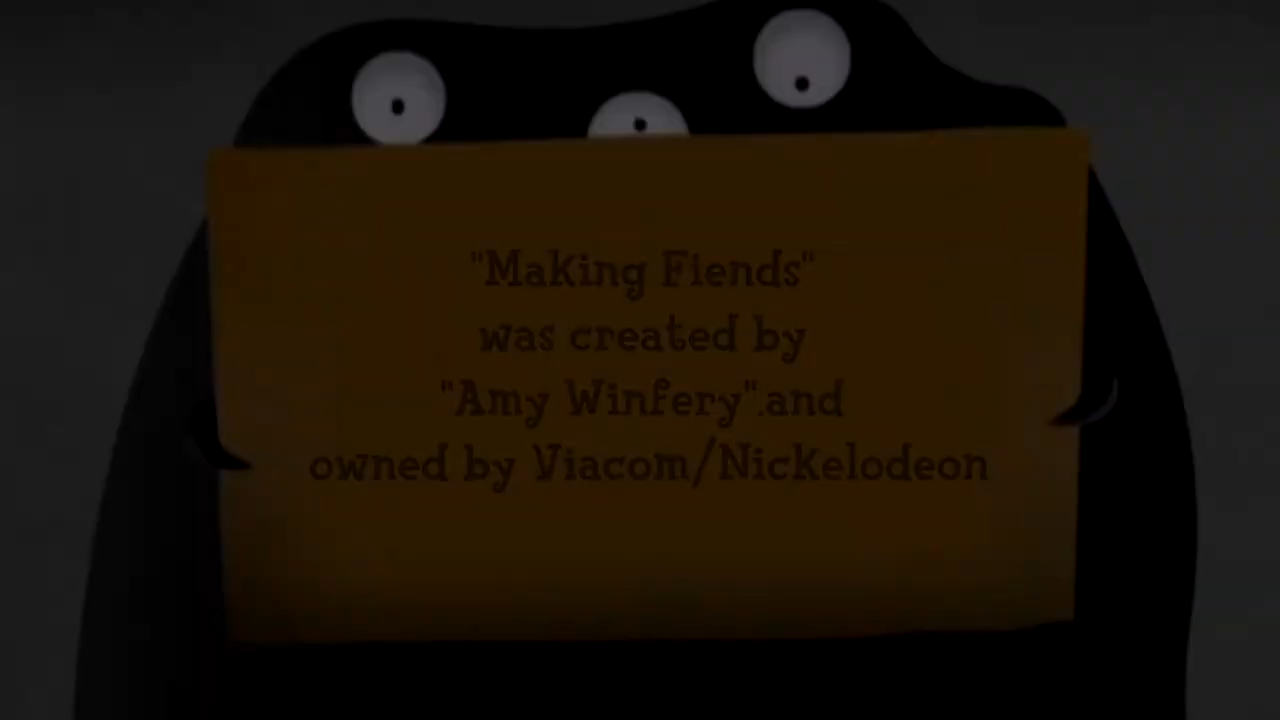 "Making Fiends"
was created by
"Amy Winfery".and
owned by Viacom/Nickelodeon